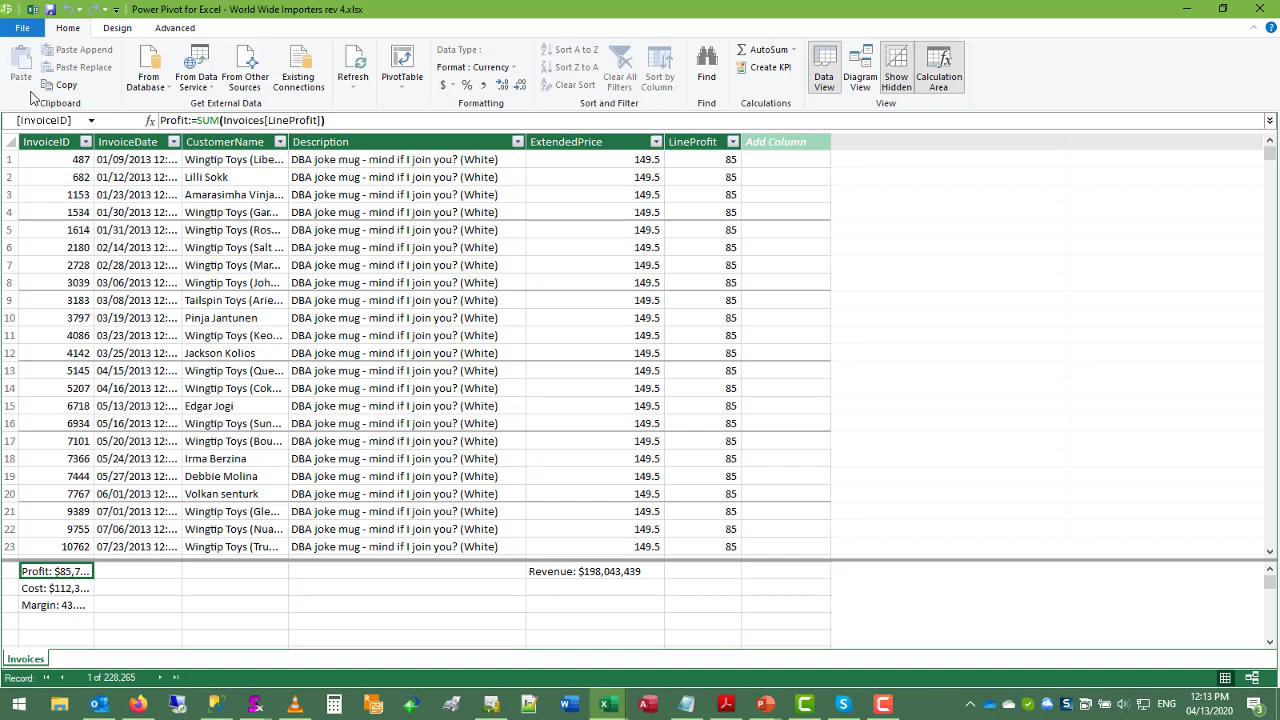 Power Pivot for Excel - World Wide Importers rev 4.xlsx
File Home Design Advanced
Paste
Paste Append
Paste Replace
Copy
Clipboard
From Database
From Data Service
From Other Sources
Existing Connections
Get External Data
Refresh
PivotTable
Data Type :
Format : Currency
$ % ,
Formatting
Sort A to Z
Sort Z to A
Clear Sort
Clear All Filters
Sort by Column
Sort and Filter
Find
Find
AutoSum
Create KPI
Calculations
Data View
Diagram View
Show Hidden
Calculation Area
View
[InvoiceID] fx Profit:=SUM(Invoices[LineProfit])
InvoiceID InvoiceDate CustomerName Description ExtendedPrice LineProfit Add Column
1 487 01/09/2013 12:... Wingtip Toys (Libe... DBA joke mug - mind if I join you? (White) 149.5 85
2 682 01/12/2013 12:... Lilli Sokk DBA joke mug - mind if I join you? (White) 149.5 85
3 1153 01/23/2013 12:... Amarasimha Vinja... DBA joke mug - mind if I join you? (White) 149.5 85
4 1534 01/30/2013 12:... Wingtip Toys (Gar... DBA joke mug - mind if I join you? (White) 149.5 85
5 1614 01/31/2013 12:... Wingtip Toys (Ros... DBA joke mug - mind if I join you? (White) 149.5 85
6 2180 02/14/2013 12:... Wingtip Toys (Salt ... DBA joke mug - mind if I join you? (White) 149.5 85
7 2728 02/28/2013 12:... Wingtip Toys (Mar... DBA joke mug - mind if I join you? (White) 149.5 85
8 3039 03/06/2013 12:... Wingtip Toys (Joh... DBA joke mug - mind if I join you? (White) 149.5 85
9 3183 03/08/2013 12:... Tailspin Toys (Arie... DBA joke mug - mind if I join you? (White) 149.5 85
10 3797 03/19/2013 12:... Pinja Jantunen DBA joke mug - mind if I join you? (White) 149.5 85
11 4086 03/23/2013 12:... Wingtip Toys (Keo... DBA joke mug - mind if I join you? (White) 149.5 85
12 4142 03/25/2013 12:... Jackson Kolios DBA joke mug - mind if I join you? (White) 149.5 85
13 5145 04/15/2013 12:... Wingtip Toys (Que... DBA joke mug - mind if I join you? (White) 149.5 85
14 5207 04/16/2013 12:... Wingtip Toys (Cok... DBA joke mug - mind if I join you? (White) 149.5 85
15 6718 05/13/2013 12:... Edgar Jogi DBA joke mug - mind if I join you? (White) 149.5 85
16 6934 05/16/2013 12:... Wingtip Toys (Sun... DBA joke mug - mind if I join you? (White) 149.5 85
17 7101 05/20/2013 12:... Wingtip Toys (Bou... DBA joke mug - mind if I join you? (White) 149.5 85
18 7366 05/24/2013 12:... Irma Berzina DBA joke mug - mind if I join you? (White) 149.5 85
19 7444 05/27/2013 12:... Debbie Molina DBA joke mug - mind if I join you? (White) 149.5 85
20 7767 06/01/2013 12:... Volkan senturk DBA joke mug - mind if I join you? (White) 149.5 85
21 9389 07/01/2013 12:... Wingtip Toys (Gle... DBA joke mug - mind if I join you? (White) 149.5 85
22 9755 07/06/2013 12:... Wingtip Toys (Nua... DBA joke mug - mind if I join you? (White) 149.5 85
23 10762 07/23/2013 12:... Wingtip Toys (Tru... DBA joke mug - mind if I join you? (White) 149.5 85
Profit: $85,7... Revenue: $198,043,439
Cost: $112,3...
Margin: 43....
Invoices
Record: 1 of 228,265
ENG
12:13 PM
04/13/2020